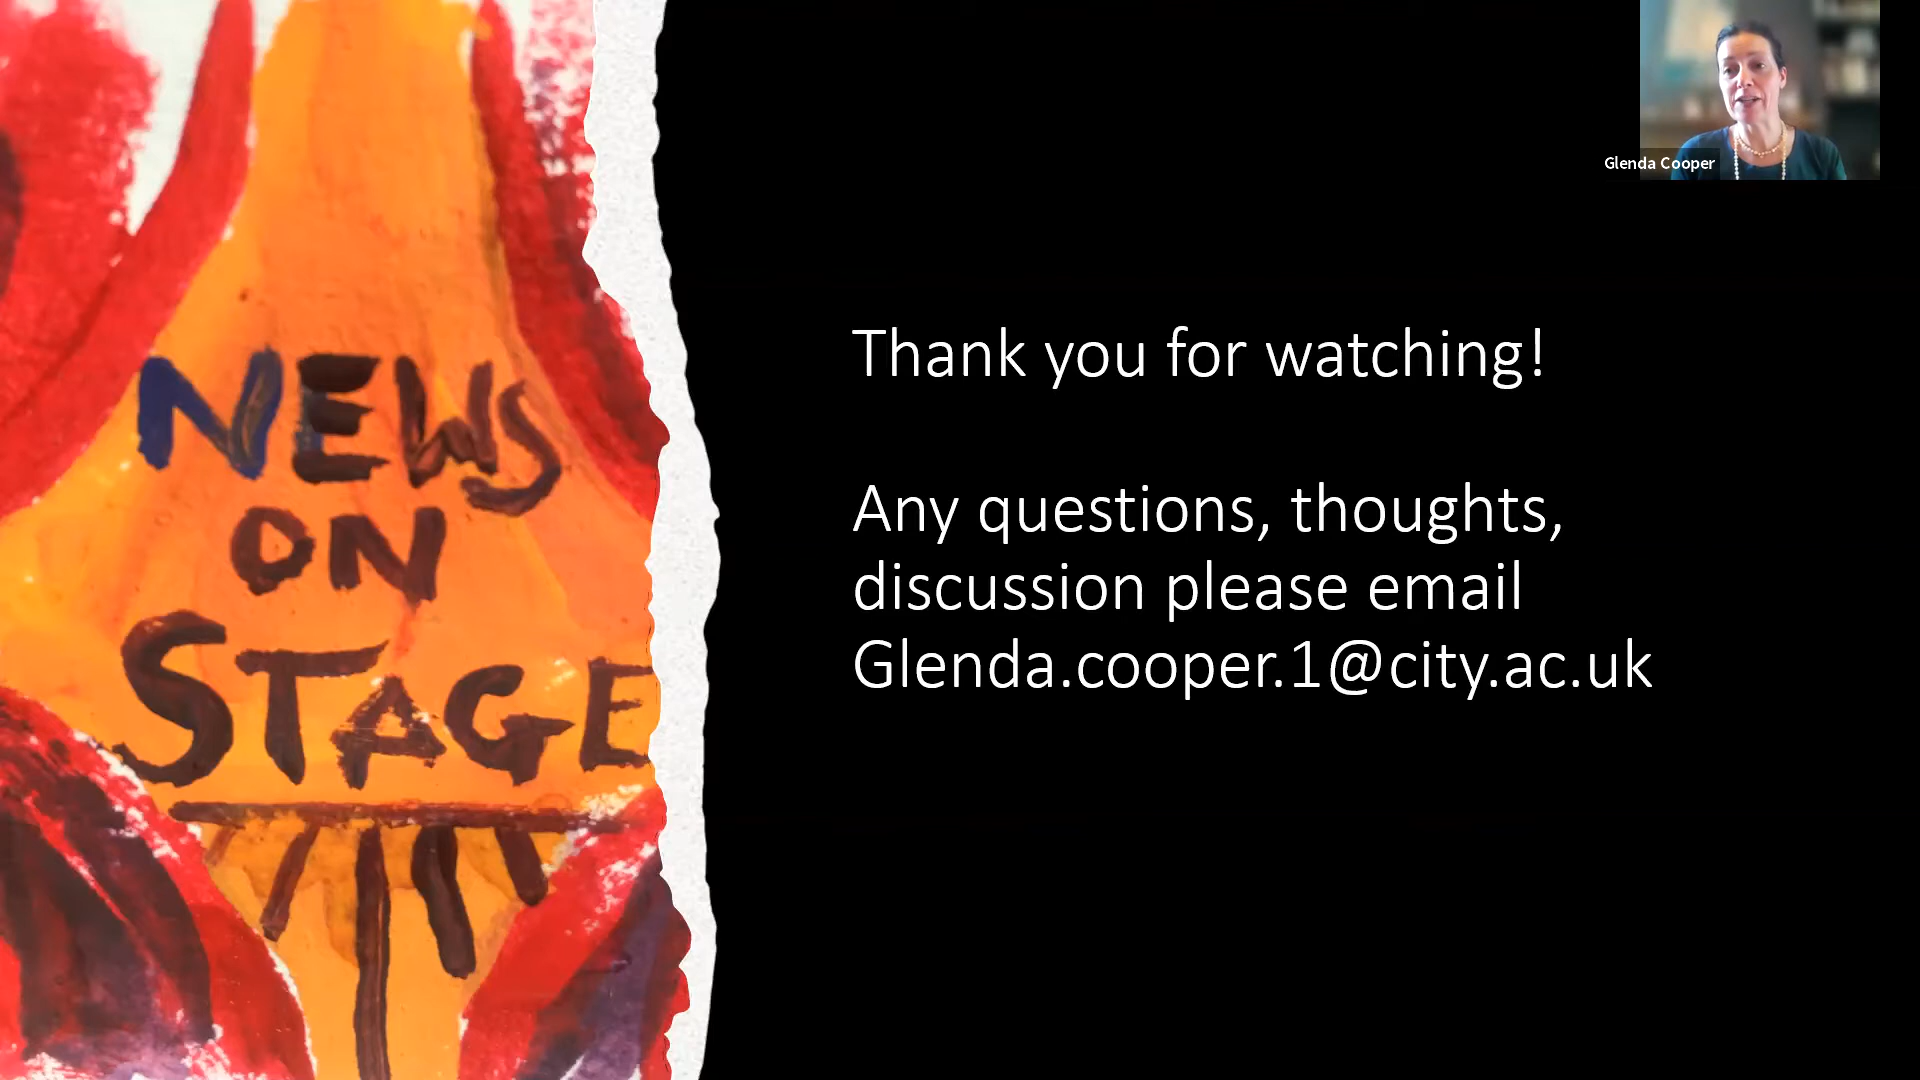 NEWS
ON
STAGE
Glenda Cooper
Thank you for watching!
Any questions, thoughts,
discussion please email
Glenda.cooper.1@city.ac.uk